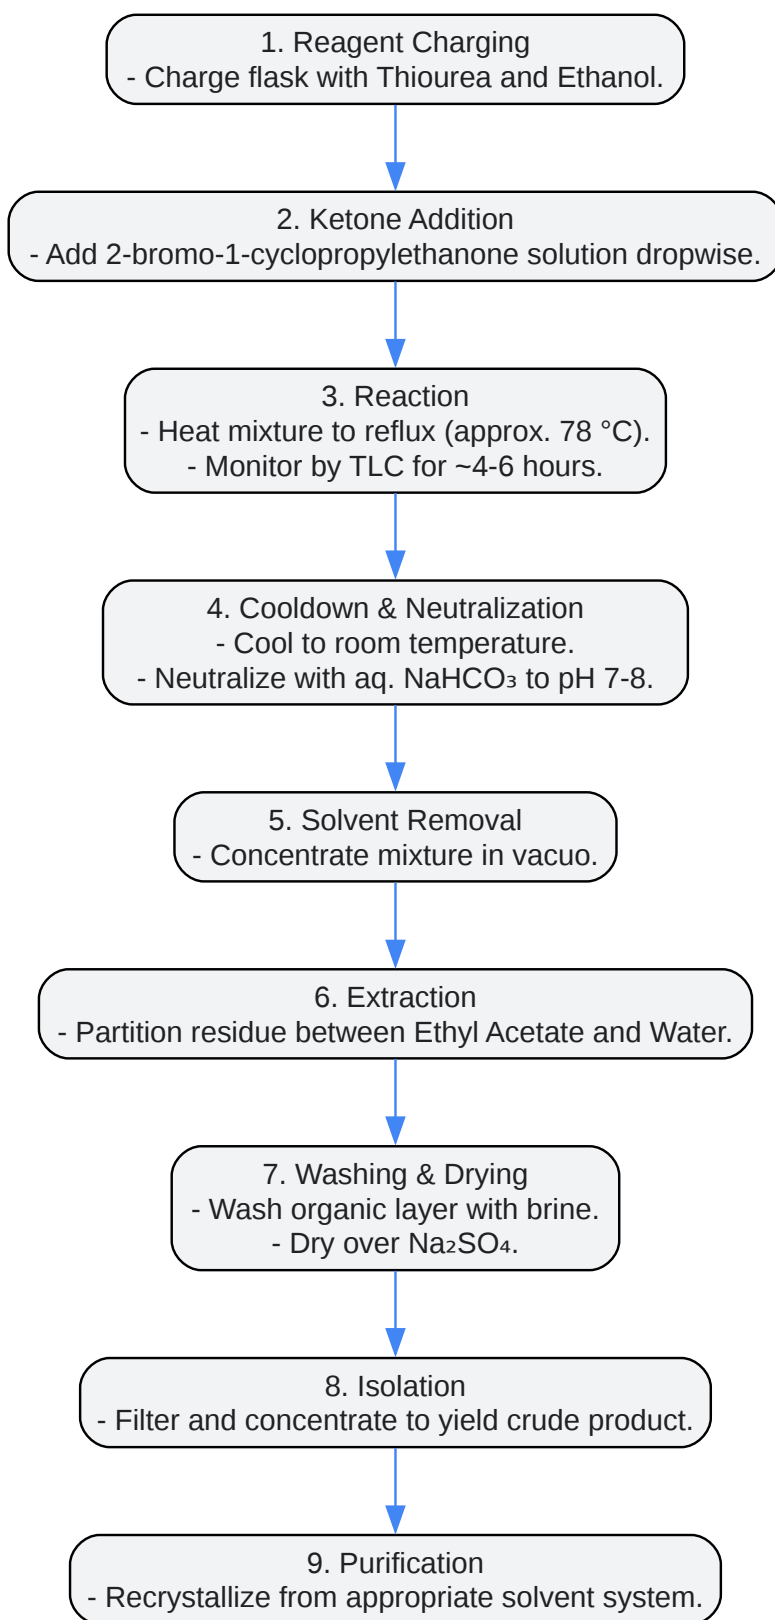 1. Reagent Charging
- Charge flask with Thiourea and Ethanol.
2. Ketone Addition
- Add 2-bromo-1-cyclopropylethanone solution dropwise.
3. Reaction
- Heat mixture to reflux (approx. 78 °C).
- Monitor by TLC for ~4-6 hours.
4. Cooldown & Neutralization
- Cool to room temperature.
- Neutralize with aq. NaHCO₃ to pH 7-8.
5. Solvent Removal
- Concentrate mixture in vacuo.
6. Extraction
- Partition residue between Ethyl Acetate and Water.
7. Washing & Drying
- Wash organic layer with brine.
- Dry over Na₂SO₄.
8. Isolation
- Filter and concentrate to yield crude product.
9. Purification
- Recrystallize from appropriate solvent system.